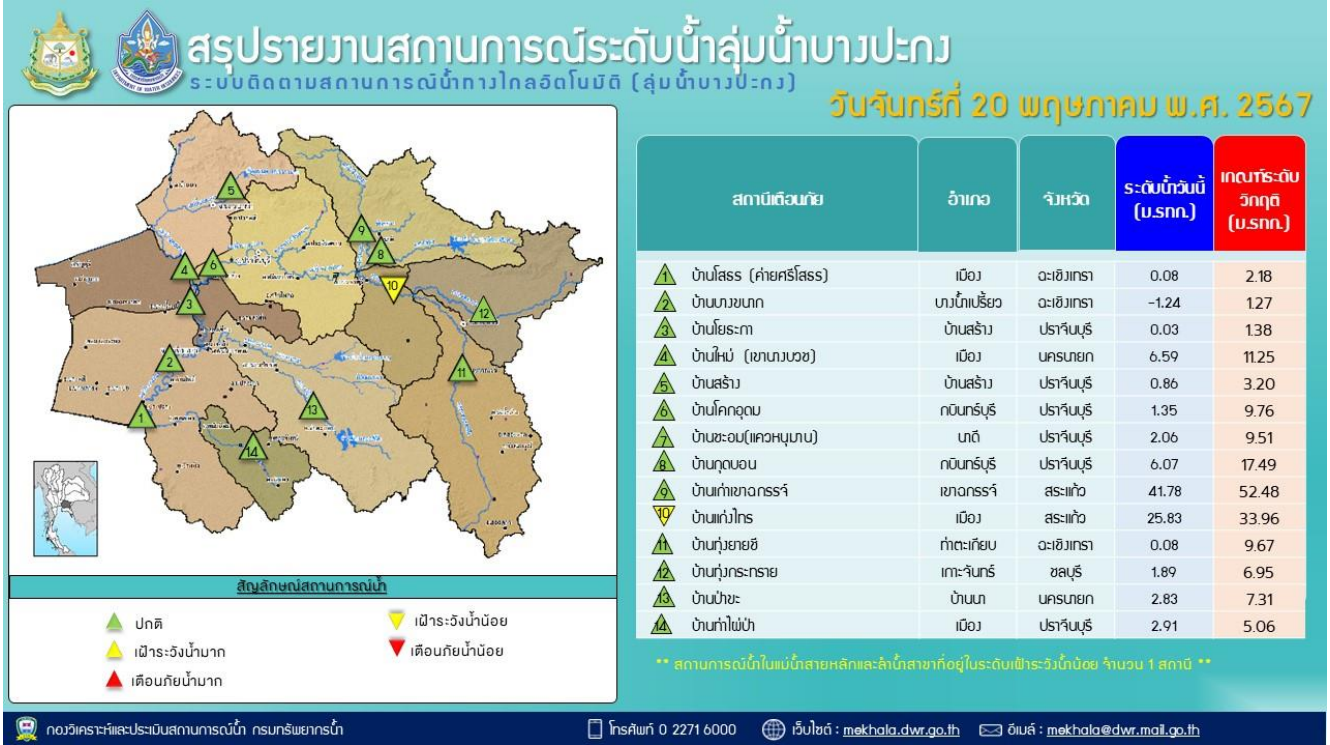 สรุปรายงานสถานการณ์ระดับน้ำลุ่มน้ำบางปะกง
ระบบติดตามสถานการณ์น้ำทางไกลอัตโนมัติ (ลุ่มน้ำบางปะกง)
วันจันทร์ที่ 20 พฤษภาคม พ.ศ. 2567
5
9
8
4
6
10
3
12
2
11
1
13
14
สัญลักษณ์สถานการณ์น้ำ
ปกติ
เฝ้าระวังน้ำน้อย
เฝ้าระวังน้ำมาก
เตือนภัยน้ำน้อย
เตือนภัยน้ำมาก
สถานีเตือนภัย อำเภอ จังหวัด ระดับน้ำวันนี้ (ม.รทก.) เกณฑ์ระดับวิกฤติ (ม.รทก.)
1 บ้านโสธร (ค่ายศรีโสธร) เมือง ฉะเชิงเทรา 0.08 2.18
2 บ้านบางขนาก บางน้ำเปรี้ยว ฉะเชิงเทรา -1.24 1.27
3 บ้านโยธะกา บ้านสร้าง ปราจีนบุรี 0.03 1.38
4 บ้านใหม่ (เขานางบวช) เมือง นครนายก 6.59 11.25
5 บ้านสร้าง บ้านสร้าง ปราจีนบุรี 0.86 3.20
6 บ้านโคกอุดม กบินทร์บุรี ปราจีนบุรี 1.35 9.76
7 บ้านซะอม(แควหนุมาน) นาดี ปราจีนบุรี 2.06 9.51
8 บ้านกุดบอน กบินทร์บุรี ปราจีนบุรี 6.07 17.49
9 บ้านเก่าเขาฉกรรจ์ เขาฉกรรจ์ สระแก้ว 41.78 52.48
10 บ้านแก่งไทร เมือง สระแก้ว 25.83 33.96
11 บ้านทุ่งยายชี ท่าตะเกียบ ฉะเชิงเทรา 0.08 9.67
12 บ้านทุ่งกระทราย เกาะจันทร์ ชลบุรี 1.89 6.95
13 บ้านป่าขะ บ้านนา นครนายก 2.83 7.31
14 บ้านท่าไผ่ป่า เมือง ปราจีนบุรี 2.91 5.06
** สถานการณ์น้ำในแม่น้ำสายหลักและลำน้ำสาขาที่อยู่ในระดับเฝ้าระวังน้ำน้อย จำนวน 1 สถานี **
กองวิเคราะห์และประเมินสถานการณ์น้ำ กรมทรัพยากรน้ำ
โทรศัพท์ 0 2271 6000
เว็บไซต์ : mekhala.dwr.go.th
อีเมล์ : mekhala@dwr.mail.go.th